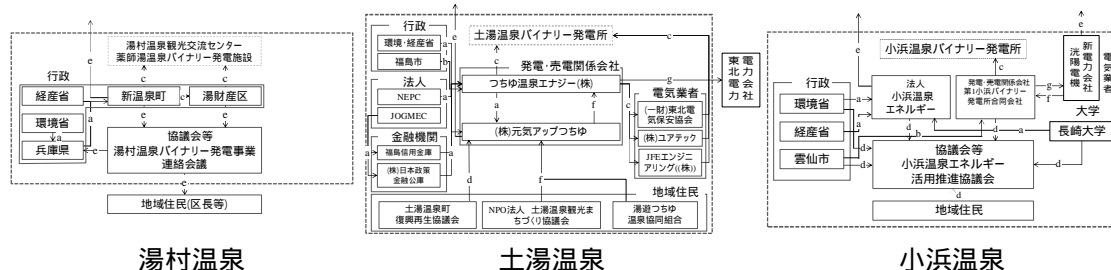 e
湯村温泉観光交流センター
薬師湯温泉バイナリー発電施設
e
c
c
行政
経産省
新温泉町
c
湯財産区
環境省
a
a
c
c
兵庫県
e
協議会等
湯村温泉バイナリー発電事業
連絡会議
e
地域住民(区長等)
湯村温泉
e
行政
環境・経産省
福島市
a
b
土湯温泉バイナリー発電所
c
c
法人
NEPC
JOGMEC
発電・売電関係会社
つちゆ温泉エナジー(株)
a
f
(株)元気アップつちゆ
g
東北電力
電力会社
c
電気業者
(一財)東北電
気保安協会
(株)ユアテック
JFEエンジニ
アリング((株))
金融機関
福島信用金庫
(株)日本政策
金融公庫
a
a
d
f
地域住民
土湯温泉町
復興再生協議会
NPO法人 土湯温泉観光ま
ちづくり協議会
湯遊つちゆ
温泉協同組合
土湯温泉
e
e
小浜温泉バイナリー発電所
c
c
行政
環境省
経産省
雲仙市
a
a
法人
小浜温泉
エネルギー
発電・売電関係会社
第1小浜バイナリー
発電所合同会社
g
f
洸陽電機
新電力会社
電気業者
大学
長崎大学
d
d
a
b
d
d
d
d
協議会等
小浜温泉エネルギー
活用推進協議会
d
地域住民
小浜温泉